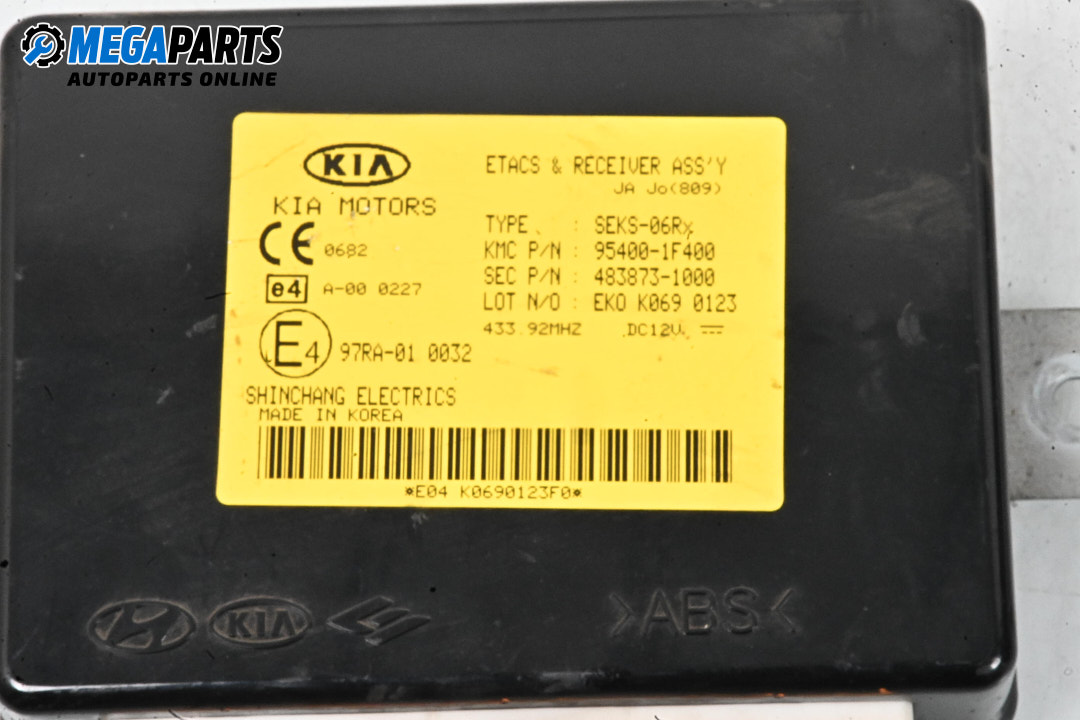 MEGAPARTS
AUTOPARTS ONLINE
KIA
KIA MOTORS
CE 0682
e4 A-00 0227
E4 97RA-01 0032
ETACS & RECEIVER ASS'Y
JA Jo(809)
TYPE : SEKS-06Rx
KMC P/N : 95400-1F400
SEC P/N : 483873-1000
LOT N/O : EKO K069 0123
433.92MHZ DC12V
SHINCHANG ELECTRICS
MADE IN KOREA
*E04 K0690123F0*
KIA
>ABS<